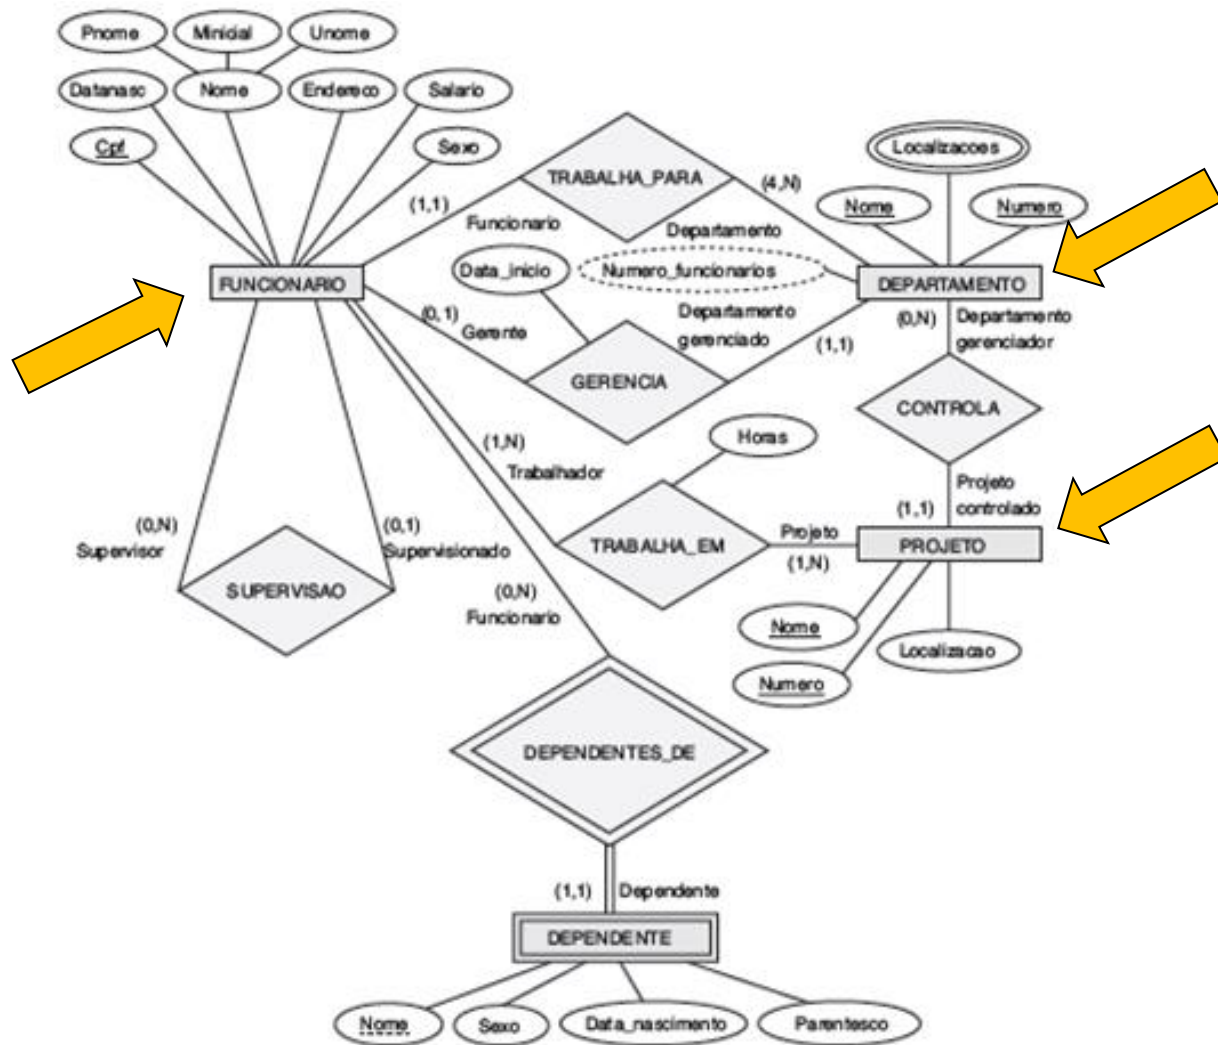 Pnome
Minicial
Unome
Datanasc
Nome
Endereco
Salario
Cpf
Sexo
Localizacoes
TRABALHA_PARA
(1,1)
(4,N)
Nome
Numero
Funcionario
Departamento
Data_inicio
Numero_funcionarios
FUNCIONARIO
DEPARTAMENTO
(0,1)
Gerente
Departamento
gerenciado
(1,1)
(0,N)
Departamento
gerenciador
GERENCIA
CONTROLA
(1,N)
Trabalhador
Horas
Projeto
controlado
(1,1)
(0,N)
Supervisor
(0,1)
Supervisionado
TRABALHA_EM
Projeto
(1,N)
PROJETO
SUPERVISAO
(0,N)
Funcionario
Nome
Localizacao
Numero
DEPENDENTES_DE
(1,1)
Dependente
DEPENDENTE
Nome
Sexo
Data_nascimento
Parentesco